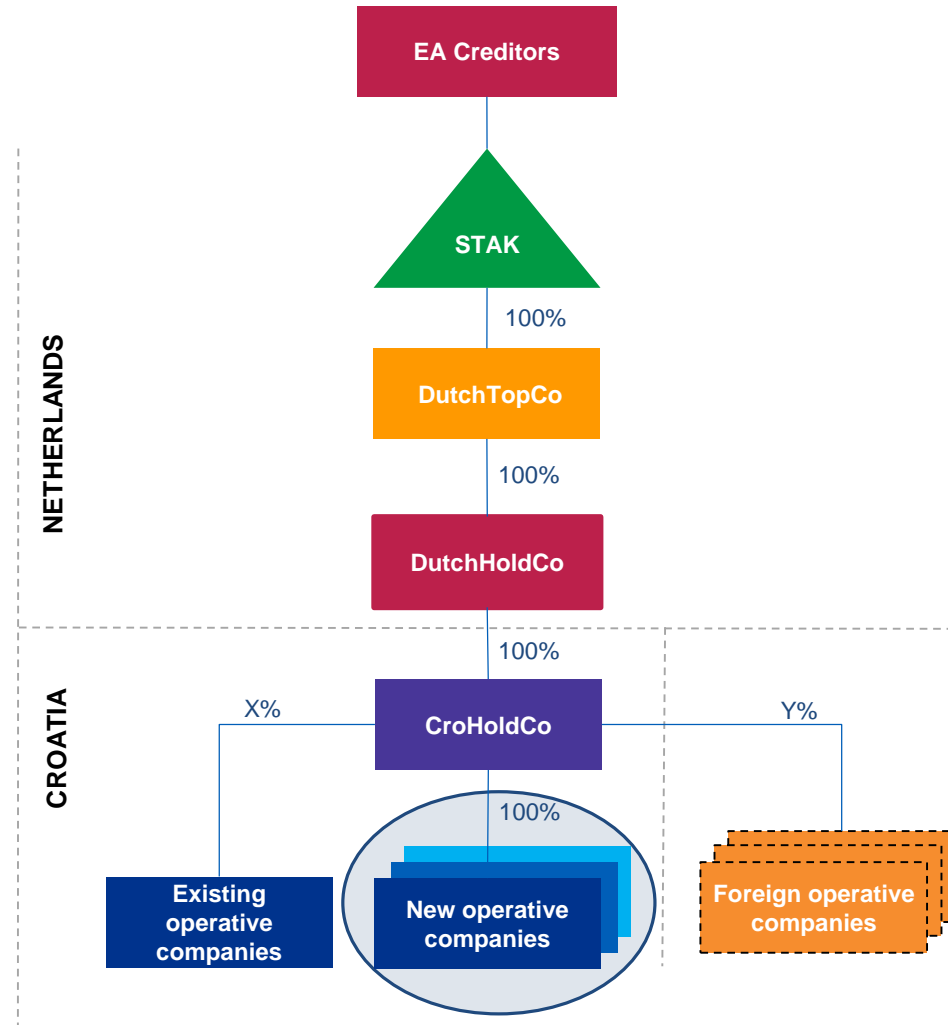 EA Creditors
STAK
100%
DutchTopCo
100%
NETHERLANDS
DutchHoldCo
100%
X%
CroHoldCo
Y%
CROATIA
100%
Existing
operative
companies
New operative
companies
Foreign operative
companies